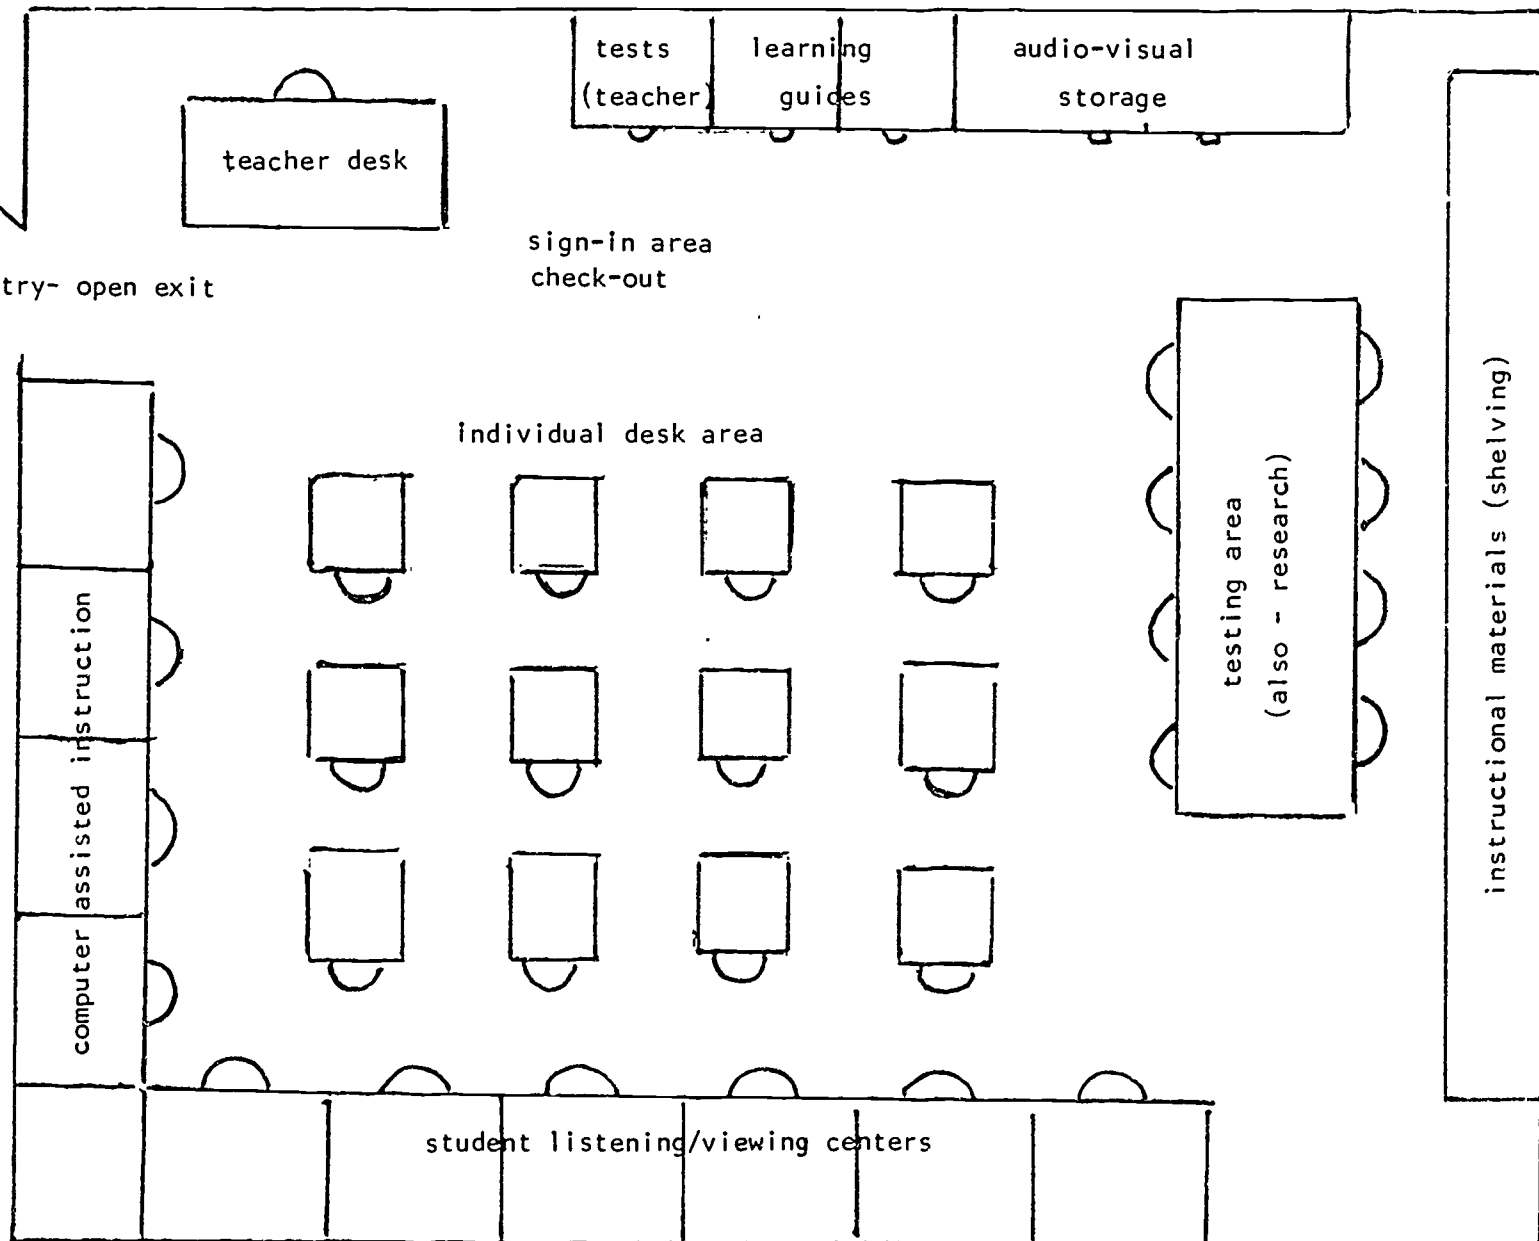 tests
(teacher)
learning
guides
audio-visual
storage
teacher desk
sign-in area
check-out
try- open exit
individual desk area
testing area
(also - research)
instructional materials (shelving)
computer assisted instruction
student listening/viewing centers